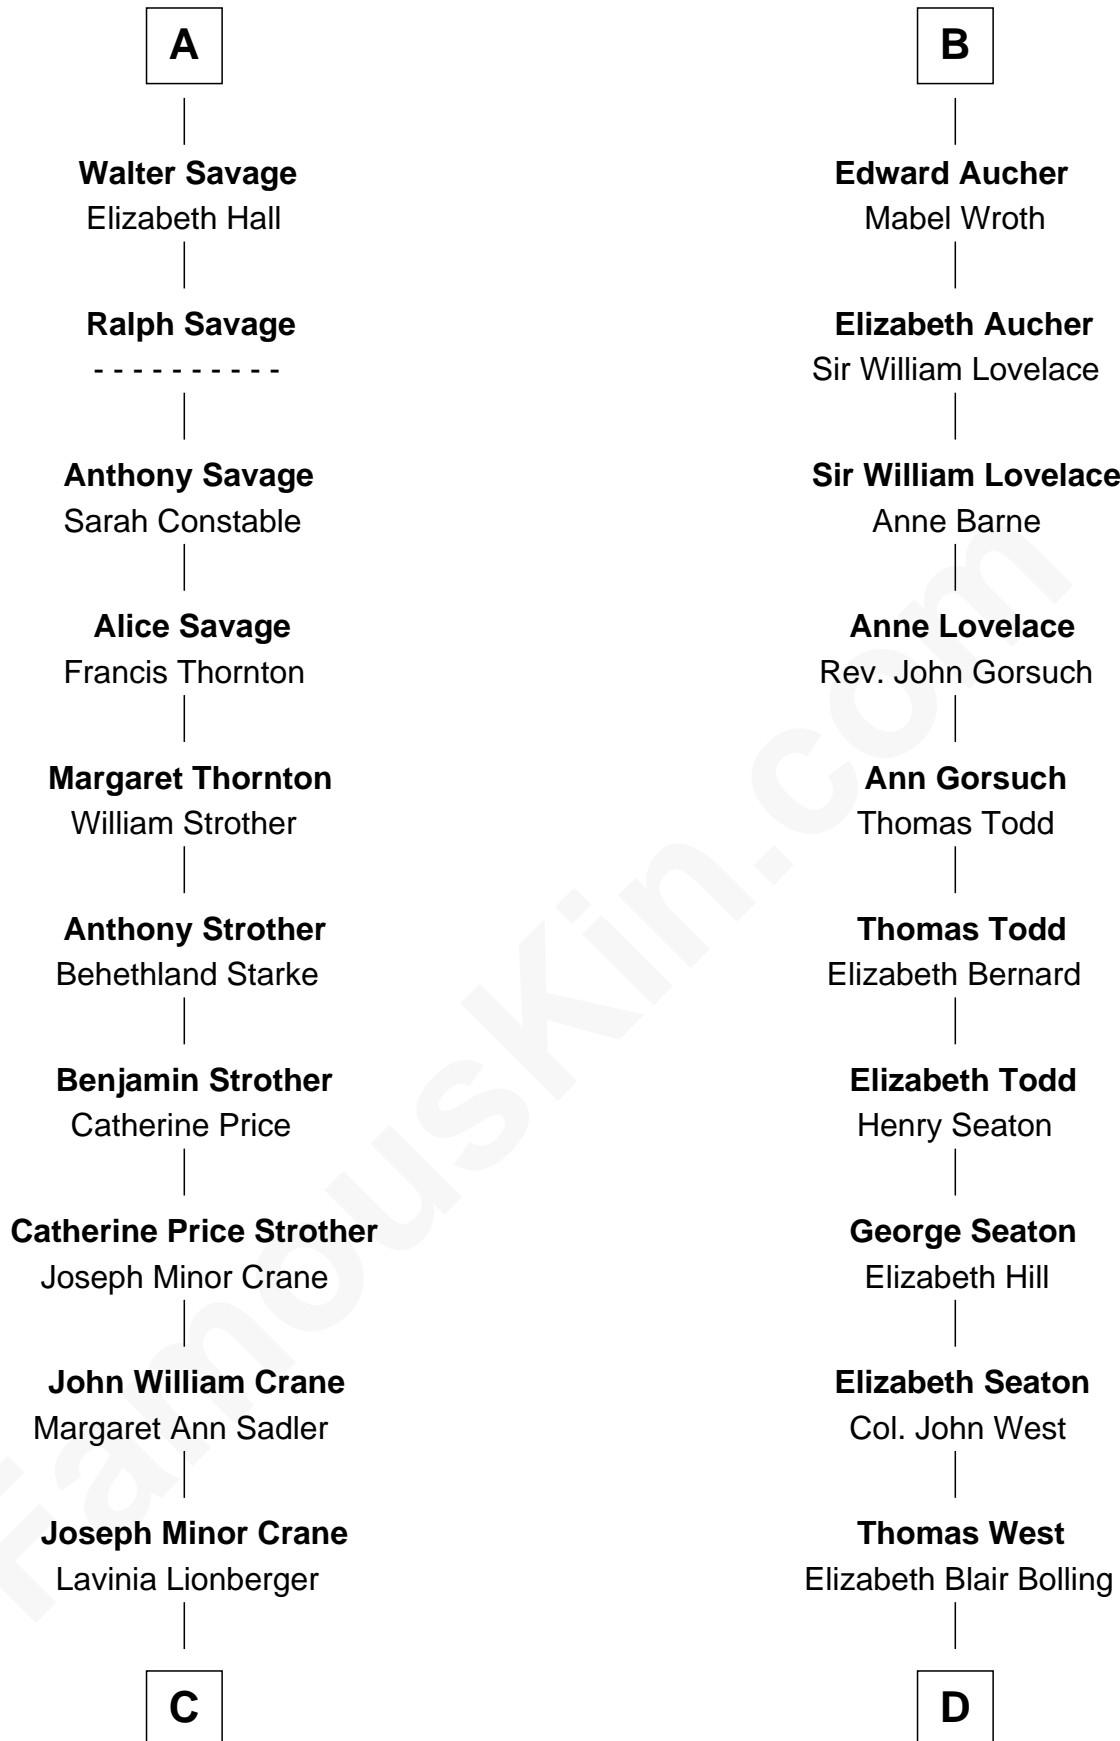 A
Walter Savage
Elizabeth Hall
Ralph Savage
- - - - - - - - - -
Anthony Savage
Sarah Constable
Alice Savage
Francis Thornton
Margaret Thornton
William Strother
Anthony Strother
Behethland Starke
Benjamin Strother
Catherine Price
Catherine Price Strother
Joseph Minor Crane
John William Crane
Margaret Ann Sadler
Joseph Minor Crane
Lavinia Lionberger
C
B
Edward Aucher
Mabel Wroth
Elizabeth Aucher
Sir William Lovelace
Sir William Lovelace
Anne Barne
Anne Lovelace
Rev. John Gorsuch
Ann Gorsuch
Thomas Todd
Thomas Todd
Elizabeth Bernard
Elizabeth Todd
Henry Seaton
George Seaton
Elizabeth Hill
Elizabeth Seaton
Col. John West
Thomas West
Elizabeth Blair Bolling
D
FamousKin.com